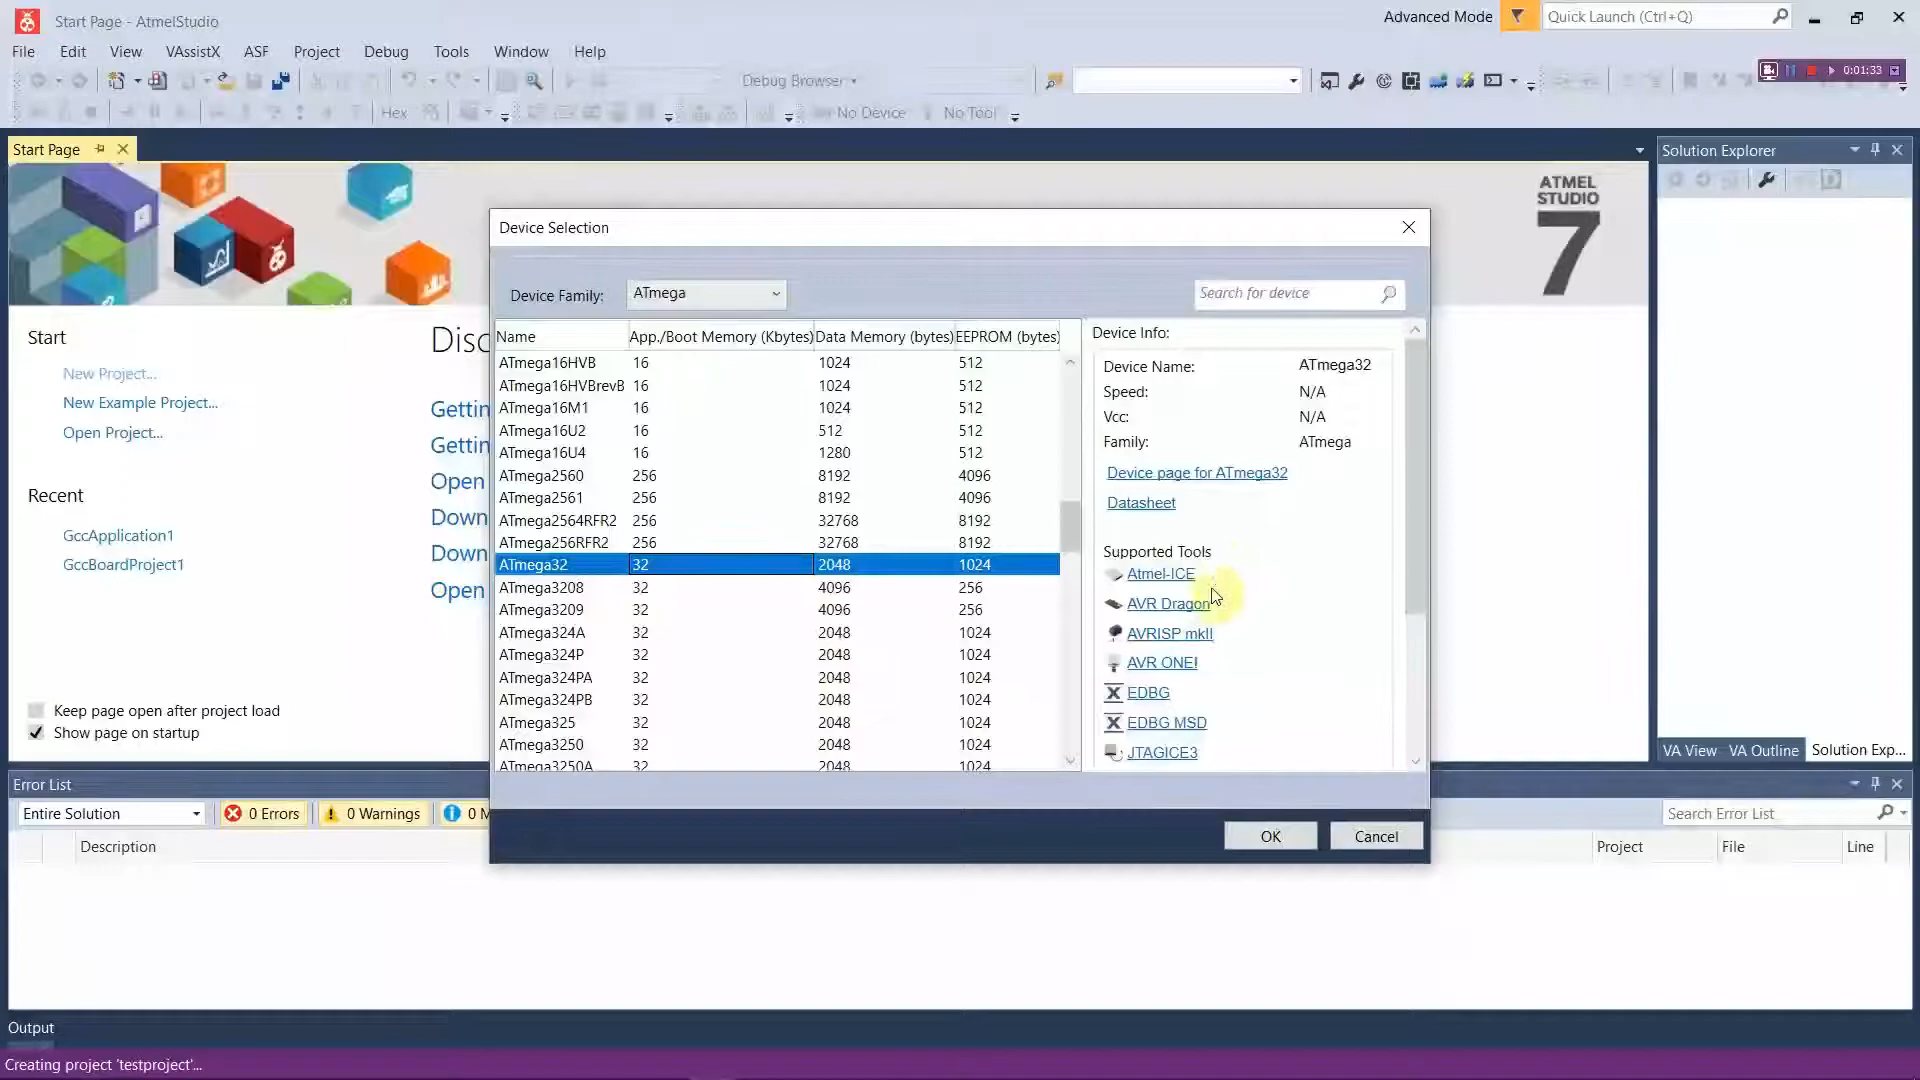 Start Page - AtmelStudio
Advanced Mode
Quick Launch (Ctrl+Q)
File Edit View VAssistX ASF Project Debug Tools Window Help
Debug Browser
0:01:33
Hex
No Device
No Tool
Start Page
Solution Explorer
ATMEL
STUDIO
7
Device Selection
Device Family: ATmega
Search for device
Start
New Project...
New Example Project...
Open Project...
Recent
GccApplication1
GccBoardProject1
Disc
Gettin
Gettin
Open
Down
Down
Open
Name App./Boot Memory (Kbytes) Data Memory (bytes) EEPROM (bytes)
ATmega16HVB 16 1024 512
ATmega16HVBrevB 16 1024 512
ATmega16M1 16 1024 512
ATmega16U2 16 512 512
ATmega16U4 16 1280 512
ATmega2560 256 8192 4096
ATmega2561 256 8192 4096
ATmega2564RFR2 256 32768 8192
ATmega256RFR2 256 32768 8192
ATmega32 32 2048 1024
ATmega3208 32 4096 256
ATmega3209 32 4096 256
ATmega324A 32 2048 1024
ATmega324P 32 2048 1024
ATmega324PA 32 2048 1024
ATmega324PB 32 2048 1024
ATmega325 32 2048 1024
ATmega3250 32 2048 1024
ATmega3250A 32 2048 1024
Device Info:
Device Name: ATmega32
Speed: N/A
Vcc: N/A
Family: ATmega
Device page for ATmega32
Datasheet
Supported Tools
Atmel-ICE
AVR Dragon
AVRISP mkII
AVR ONE!
EDBG
EDBG MSD
JTAGICE3
OK Cancel
Keep page open after project load
Show page on startup
VA View VA Outline Solution Exp...
Error List
Entire Solution 0 Errors 0 Warnings 0 M
Search Error List
Description Project File Line
Output
Creating project 'testproject'...